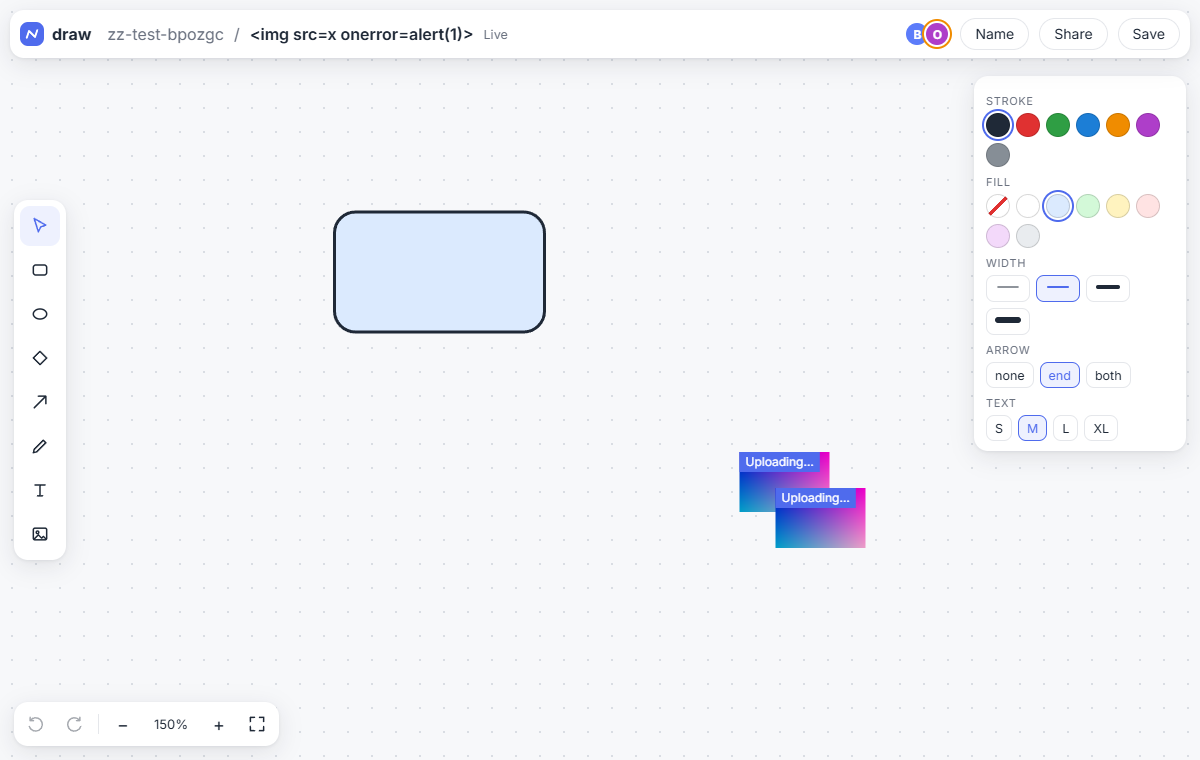 draw zz-test-bpozgc / <img src=x onerror=alert(1)> Live B O Name Share Save
STROKE
FILL
WIDTH
ARROW
none end both
TEXT
S M L XL
Uploading...
Uploading...
− 150% +